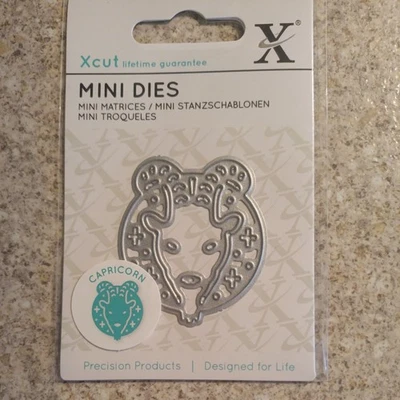 X
Xcut lifetime guarantee
MINI DIES
MINI MATRICES / MINI STANZSCHABLONEN
MINI TROQUELES
CAPRICORN
Precision Products | Designed for Life